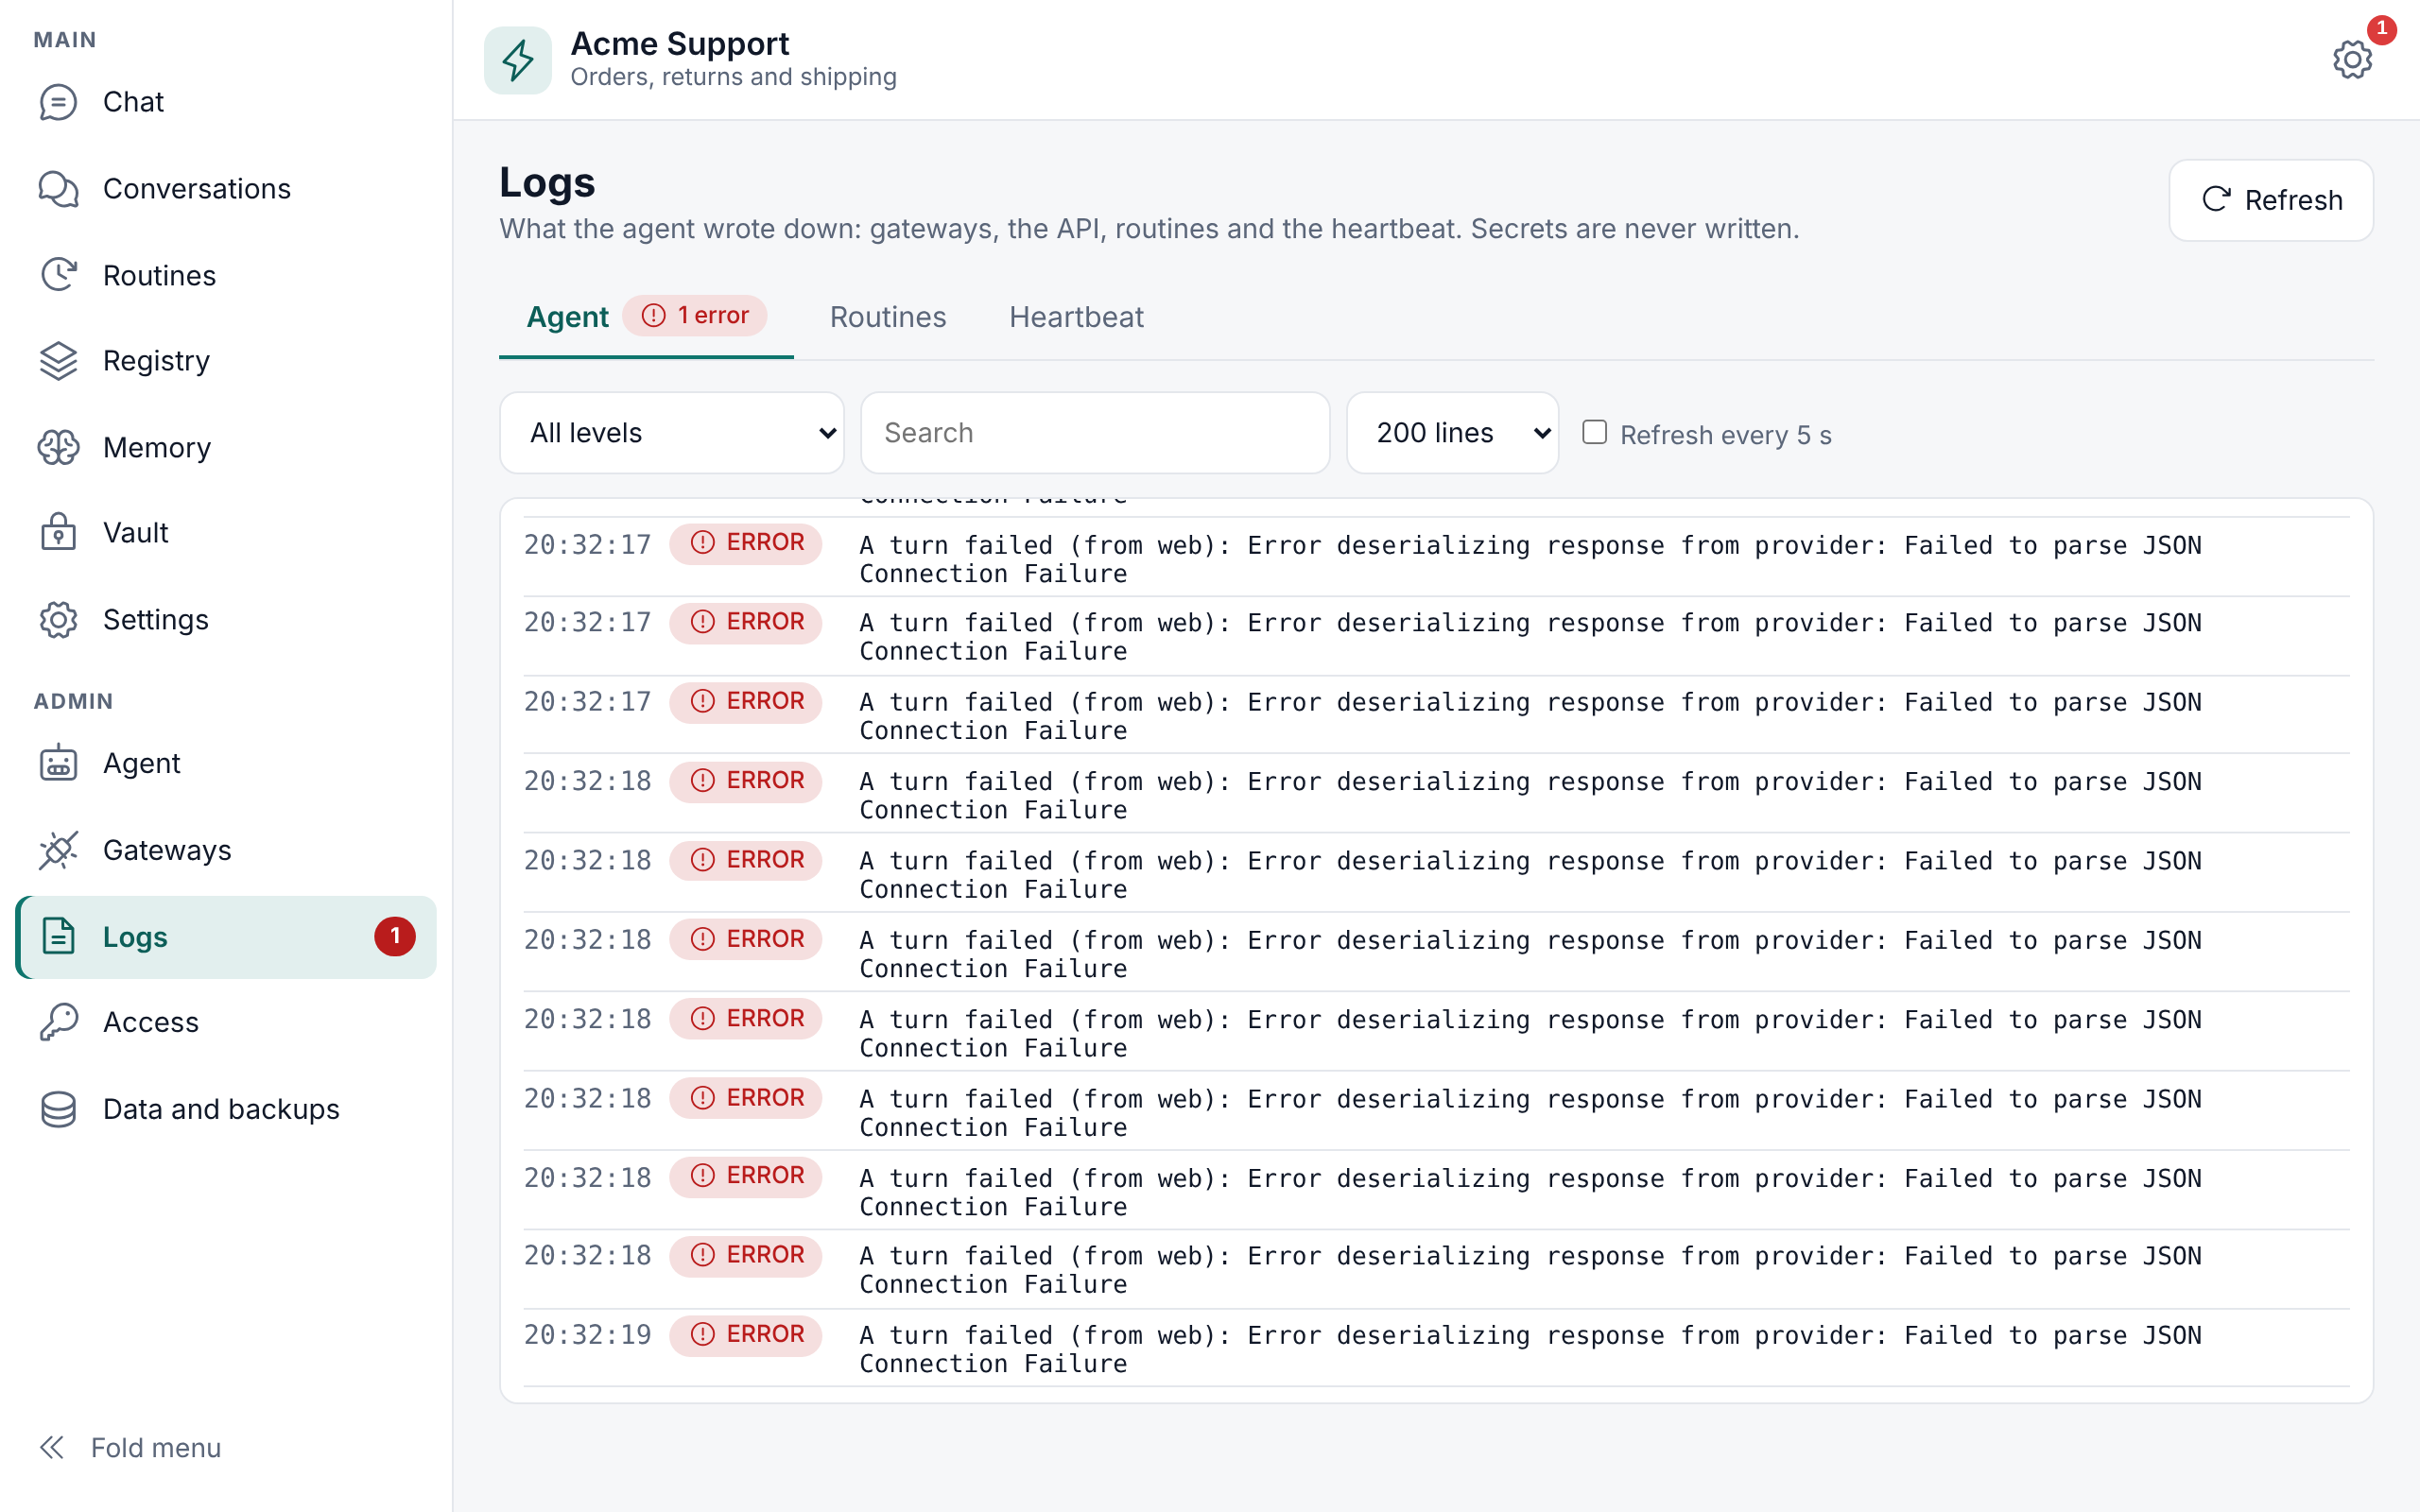 MAIN
Chat
Conversations
Routines
Registry
Memory
Vault
Settings
ADMIN
Agent
Gateways
Logs 1
Access
Data and backups
Fold menu
Acme Support
Orders, returns and shipping
1
Logs
What the agent wrote down: gateways, the API, routines and the heartbeat. Secrets are never written.
Refresh
Agent 1 error Routines Heartbeat
All levels Search 200 lines Refresh every 5 s
Connection Failure
20:32:17 ERROR A turn failed (from web): Error deserializing response from provider: Failed to parse JSON
Connection Failure
20:32:17 ERROR A turn failed (from web): Error deserializing response from provider: Failed to parse JSON
Connection Failure
20:32:17 ERROR A turn failed (from web): Error deserializing response from provider: Failed to parse JSON
Connection Failure
20:32:18 ERROR A turn failed (from web): Error deserializing response from provider: Failed to parse JSON
Connection Failure
20:32:18 ERROR A turn failed (from web): Error deserializing response from provider: Failed to parse JSON
Connection Failure
20:32:18 ERROR A turn failed (from web): Error deserializing response from provider: Failed to parse JSON
Connection Failure
20:32:18 ERROR A turn failed (from web): Error deserializing response from provider: Failed to parse JSON
Connection Failure
20:32:18 ERROR A turn failed (from web): Error deserializing response from provider: Failed to parse JSON
Connection Failure
20:32:18 ERROR A turn failed (from web): Error deserializing response from provider: Failed to parse JSON
Connection Failure
20:32:18 ERROR A turn failed (from web): Error deserializing response from provider: Failed to parse JSON
Connection Failure
20:32:19 ERROR A turn failed (from web): Error deserializing response from provider: Failed to parse JSON
Connection Failure